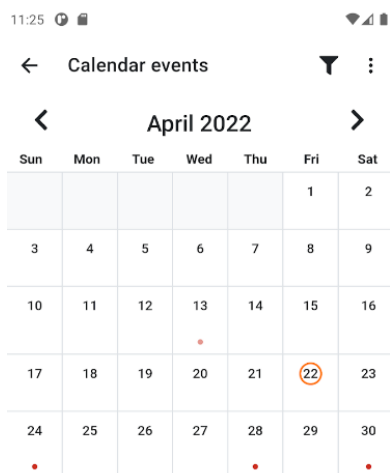 11:25
Calendar events
April 2022
Sun Mon Tue Wed Thu Fri Sat
1 2
3 4 5 6 7 8 9
10 11 12 13 14 15 16
17 18 19 20 21 22 23
24 25 26 27 28 29 30